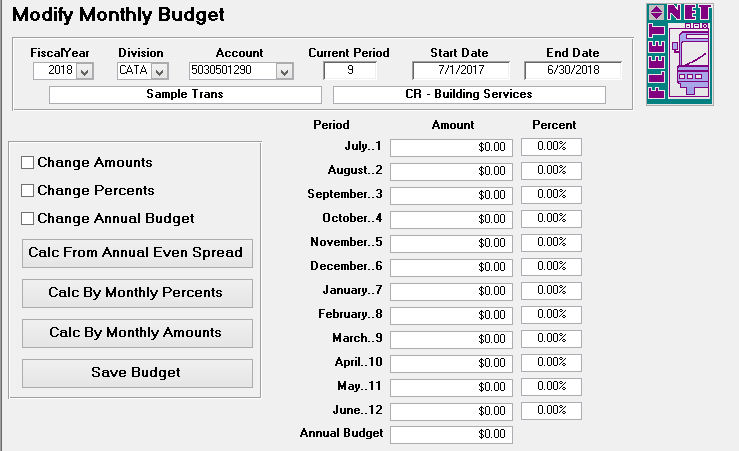 Modify Monthly Budget
FLEET NET
FiscalYear Division Account Current Period Start Date End Date
2018 CATA 5030501290 9 7/1/2017 6/30/2018
Sample Trans CR - Building Services
Period Amount Percent
July..1 $0.00 0.00%
August..2 $0.00 0.00%
September..3 $0.00 0.00%
October..4 $0.00 0.00%
November..5 $0.00 0.00%
December..6 $0.00 0.00%
January..7 $0.00 0.00%
February..8 $0.00 0.00%
March..9 $0.00 0.00%
April..10 $0.00 0.00%
May..11 $0.00 0.00%
June..12 $0.00 0.00%
Annual Budget $0.00
Change Amounts
Change Percents
Change Annual Budget
Calc From Annual Even Spread
Calc By Monthly Percents
Calc By Monthly Amounts
Save Budget